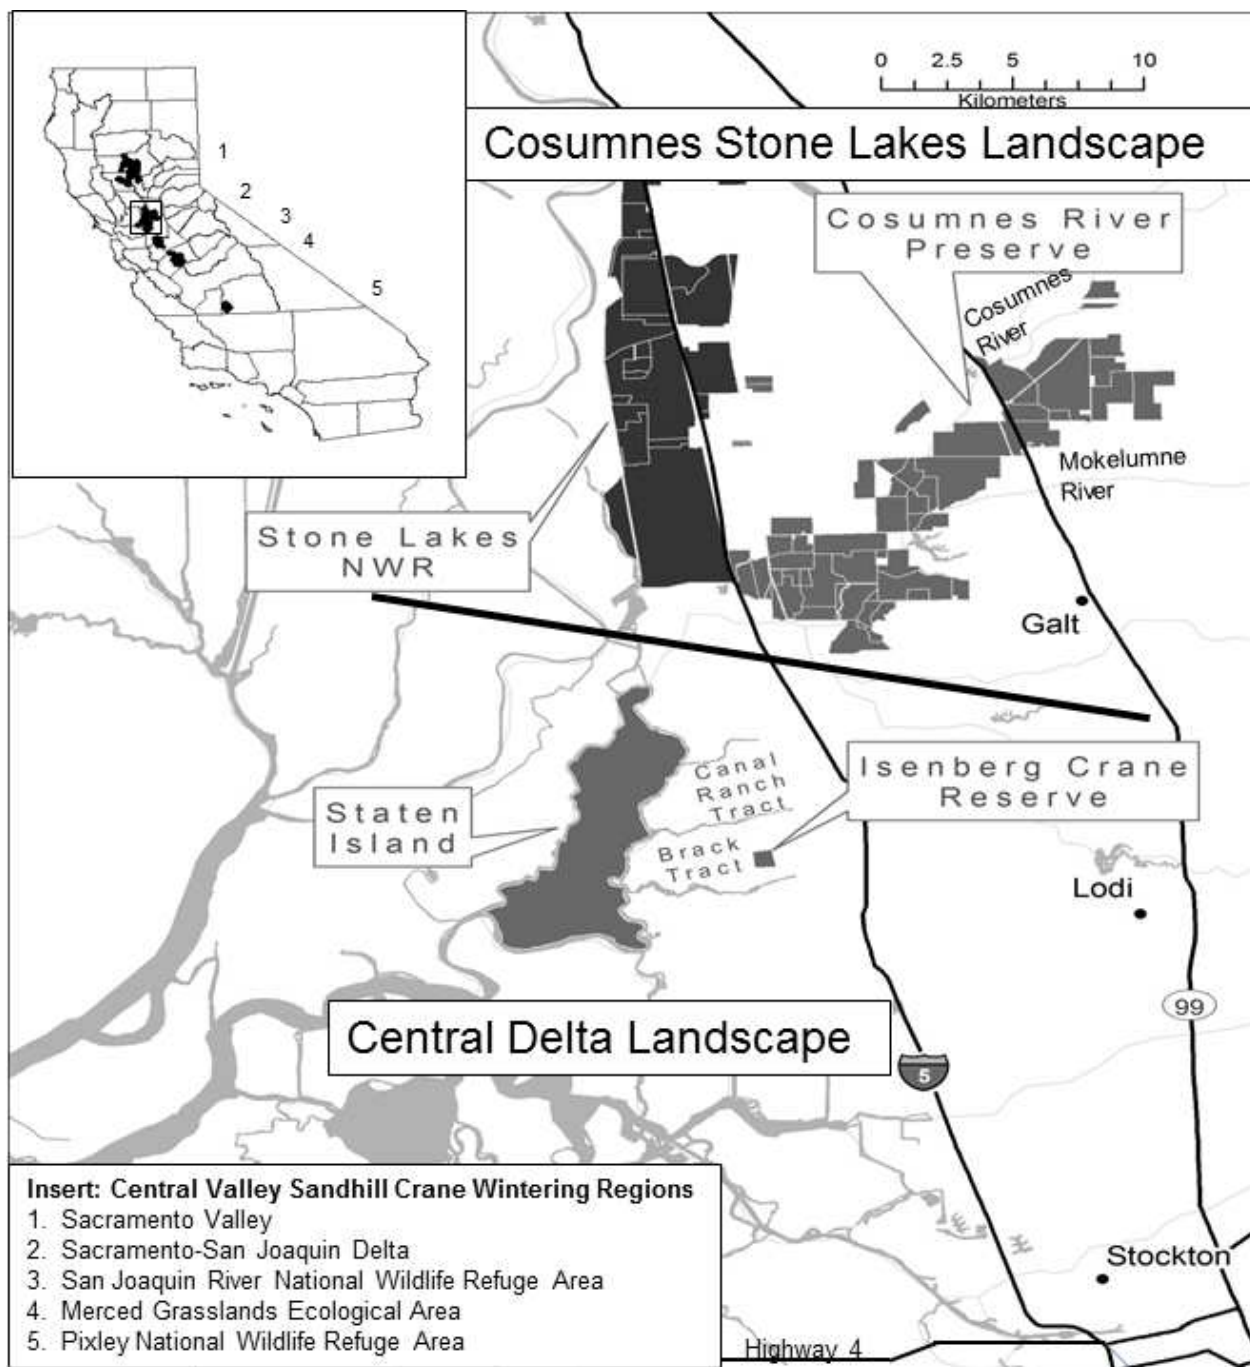 0 2.5 5 10
Kilometers
Cosumnes Stone Lakes Landscape
1
2
3
4
5
Cosumnes River
Preserve
Cosumnes
River
Mokelumne
River
Stone Lakes
NWR
Galt
Canal
Ranch
Tract
Isenberg Crane
Reserve
Staten
Island
Brack
Tract
Lodi
99
Central Delta Landscape
5
Insert: Central Valley Sandhill Crane Wintering Regions
1. Sacramento Valley
2. Sacramento-San Joaquin Delta
3. San Joaquin River National Wildlife Refuge Area
4. Merced Grasslands Ecological Area
5. Pixley National Wildlife Refuge Area
Stockton
Highway 4